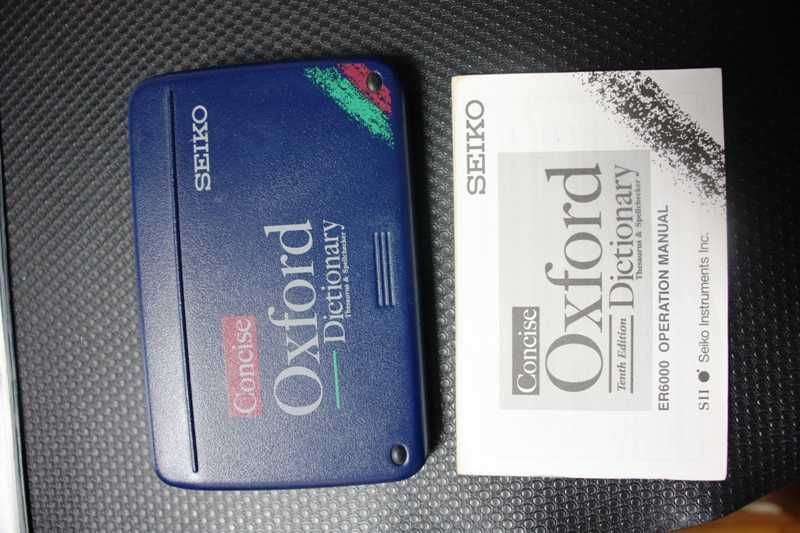 SEIKO
Concise
Oxford
Dictionary
Thesaurus & Spellchecker
SEIKO
Concise
Oxford
Tenth Edition Dictionary
Thesaurus & Spellchecker
ER6000 OPERATION MANUAL
SII Seiko Instruments Inc.